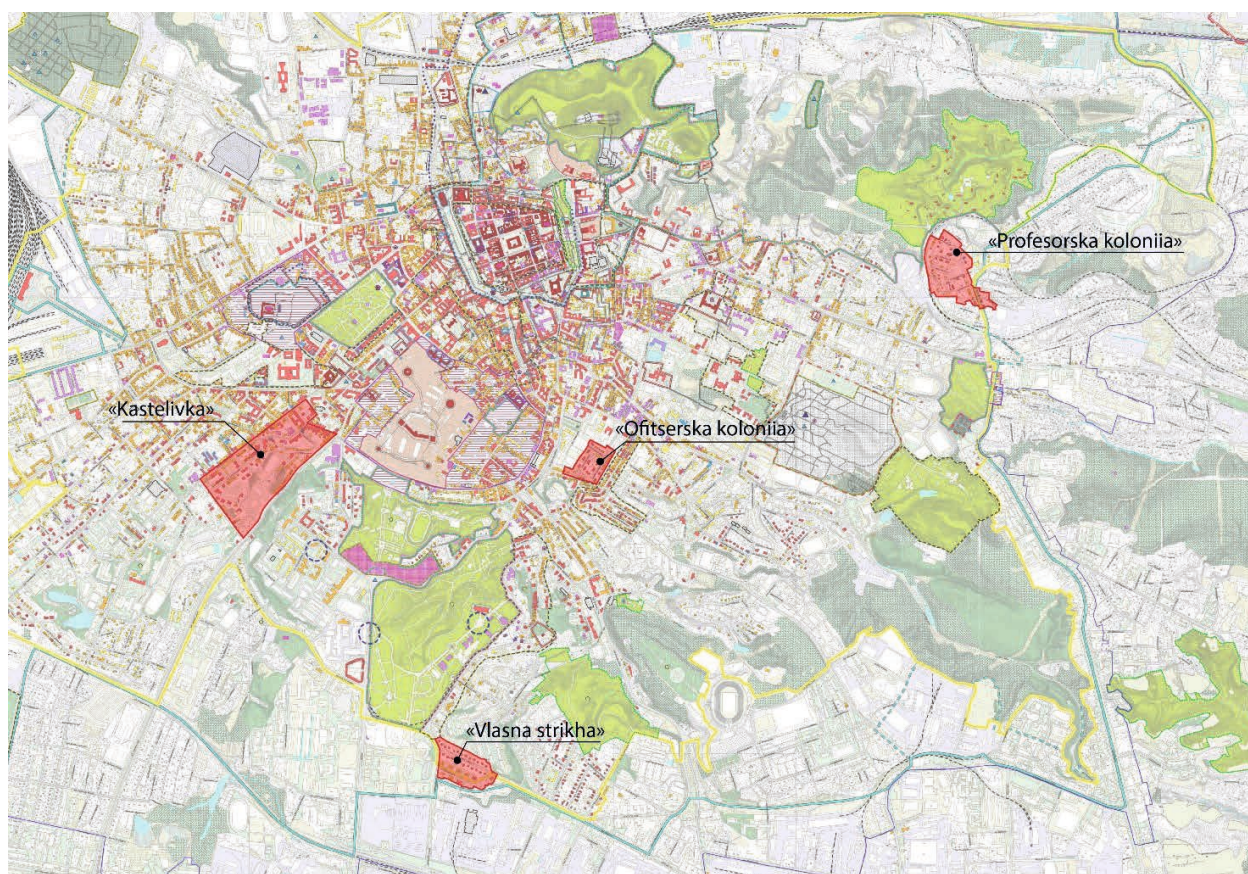 «Profesorska koloniia»
«Kastelivka»
«Ofitserska koloniia»
«Vlasna strikha»